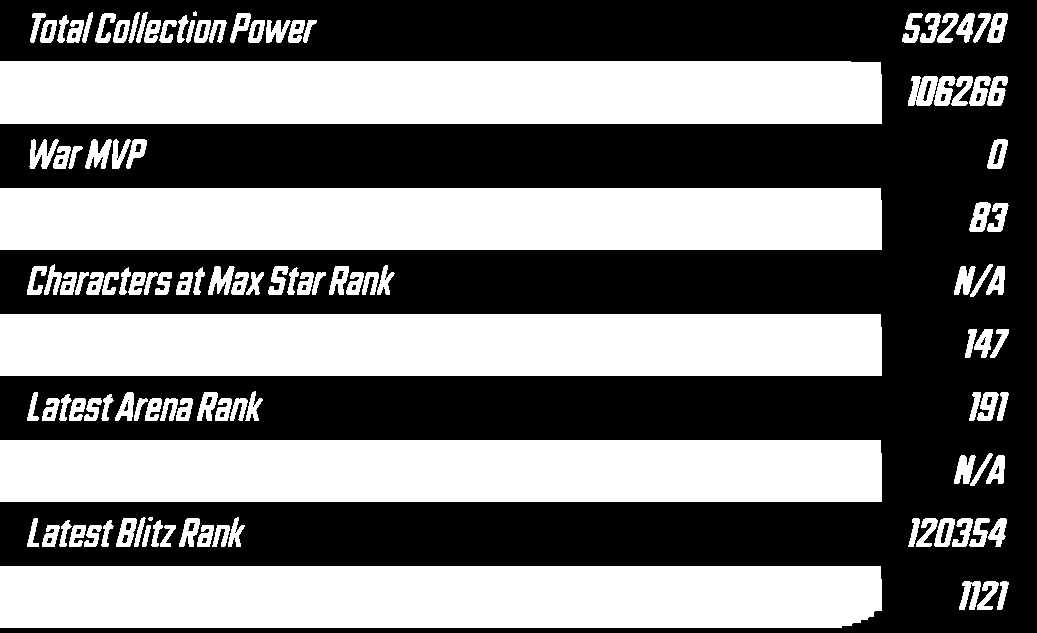 Total Collection Power 532478
106266
War MVP 0
83
Characters at Max Star Rank N/A
147
Latest Arena Rank 191
N/A
Latest Blitz Rank 120354
1121